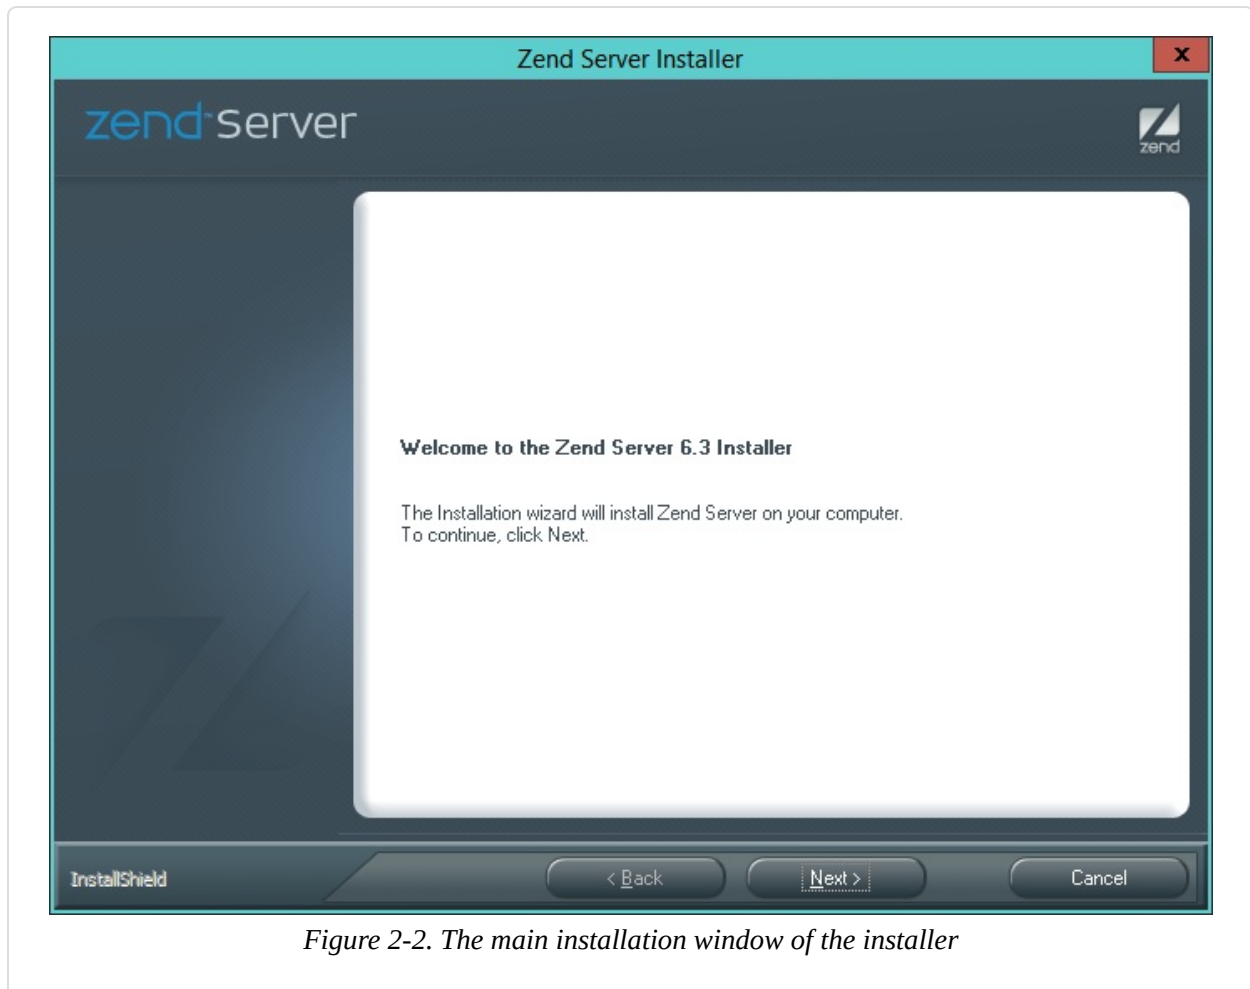 Zend Server Installer
x
zend™ server
zend
Welcome to the Zend Server 6.3 Installer
The Installation wizard will install Zend Server on your computer.
To continue, click Next.
InstallShield
< Back
Next >
Cancel
Figure 2-2. The main installation window of the installer